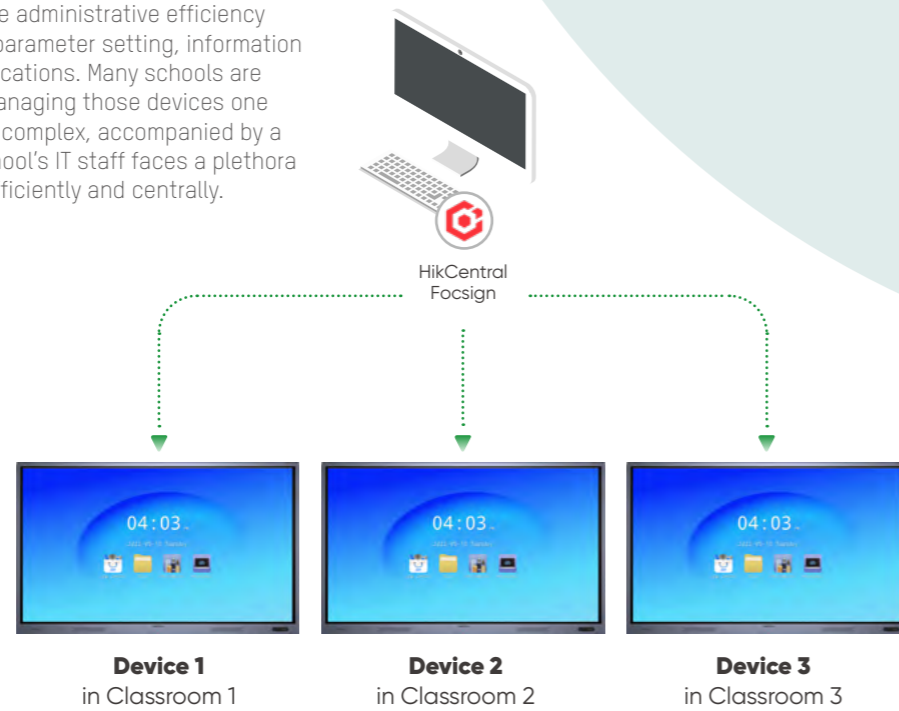 e administrative efficiency
parameter setting, information
cations. Many schools are
anaging those devices one
complex, accompanied by a
ool's IT staff faces a plethora
ficiently and centrally.
HikCentral
Focsign
04:03
04:03
04:03
Device 1
in Classroom 1
Device 2
in Classroom 2
Device 3
in Classroom 3